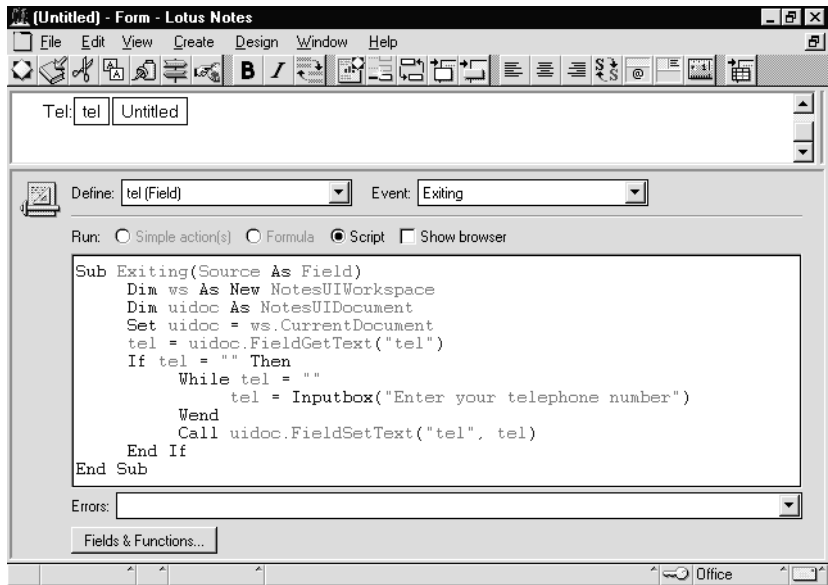 (Untitled) - Form - Lotus Notes
File Edit View Create Design Window Help
B I
Tel: tel Untitled
Define: tel (Field) Event: Exiting
Run: Simple action(s) Formula Script Show browser
Sub Exiting(Source As Field)
Dim ws As New NotesUIWorkspace
Dim uidoc As NotesUIDocument
Set uidoc = ws.CurrentDocument
tel = uidoc.FieldGetText("tel")
If tel = "" Then
While tel = ""
tel = Inputbox("Enter your telephone number")
Wend
Call uidoc.FieldSetText("tel", tel)
End If
End Sub
Errors:
Fields & Functions...
Office